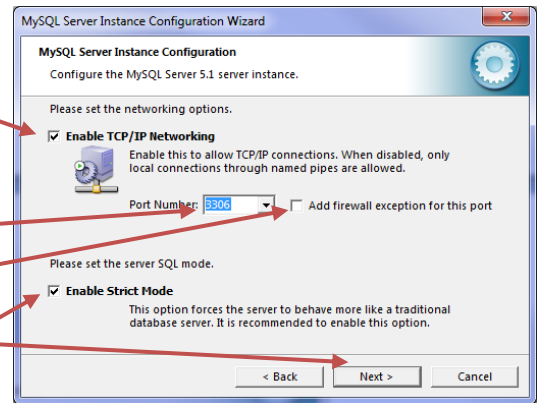 MySQL Server Instance Configuration Wizard
MySQL Server Instance Configuration
Configure the MySQL Server 5.1 server instance.
Please set the networking options.
Enable TCP/IP Networking
Enable this to allow TCP/IP connections. When disabled, only
local connections through named pipes are allowed.
Port Number: 3306 Add firewall exception for this port
Please set the server SQL mode.
Enable Strict Mode
This option forces the server to behave more like a traditional
database server. It is recommended to enable this option.
< Back Next > Cancel